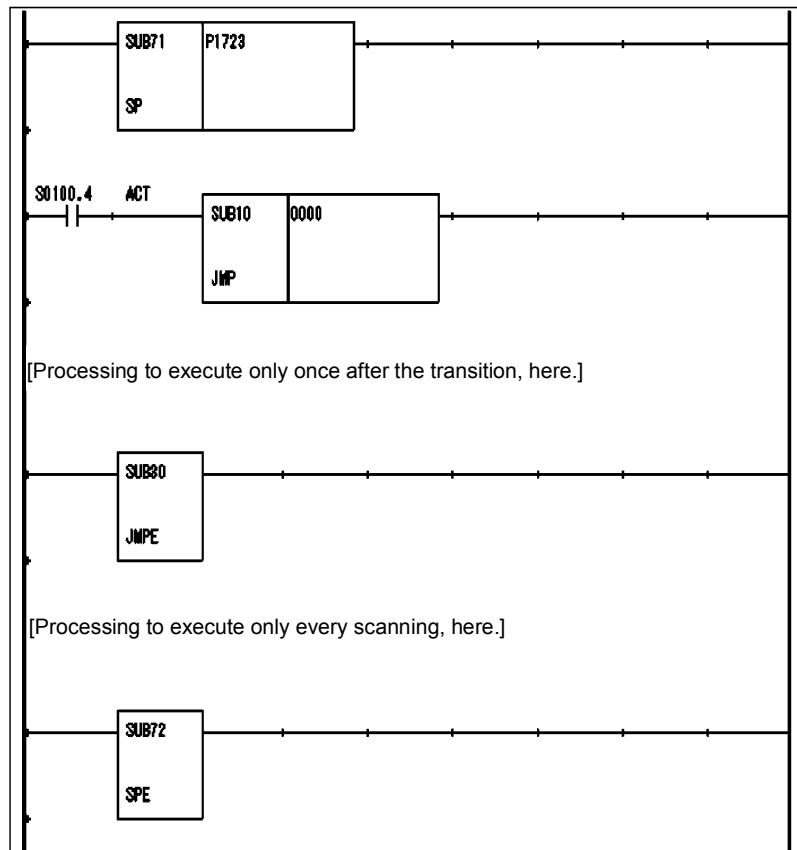 SUB71 P1723
SP
S0100.4 ACT
SUB10 0000
JMP
[Processing to execute only once after the transition, here.]
SUB30
JMPE
[Processing to execute only every scanning, here.]
SUB72
SPE